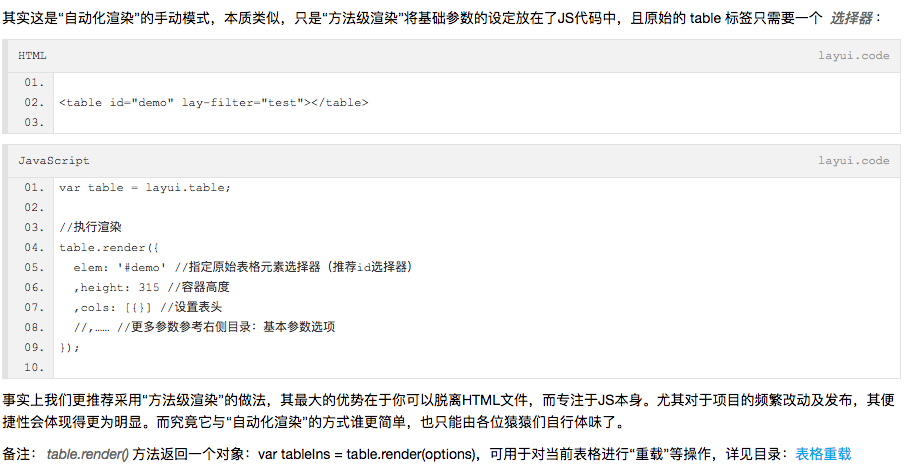 其实这是“自动化渲染”的手动模式，本质类似，只是“方法级渲染”将基础参数的设定放在了JS代码中，且原始的 table 标签只需要一个 选择器：
HTML layui.code
01.
02. <table id="demo" lay-filter="test"></table>
03.
JavaScript layui.code
01. var table = layui.table;
02.
03. //执行渲染
04. table.render({
05.   elem: '#demo' //指定原始表格元素选择器（推荐id选择器）
06.   ,height: 315 //容器高度
07.   ,cols: [{}] //设置表头
08.   //,…… //更多参数参考右侧目录：基本参数选项
09. });
10.
事实上我们更推荐采用“方法级渲染”的做法，其最大的优势在于你可以脱离HTML文件，而专注于JS本身。尤其对于项目的频繁改动及发布，其便
捷性会体现得更为明显。而究竟它与“自动化渲染”的方式谁更简单，也只能由各位猿猿们自行体味了。
备注：table.render() 方法返回一个对象：var tableIns = table.render(options)，可用于对当前表格进行“重载”等操作，详见目录：表格重载